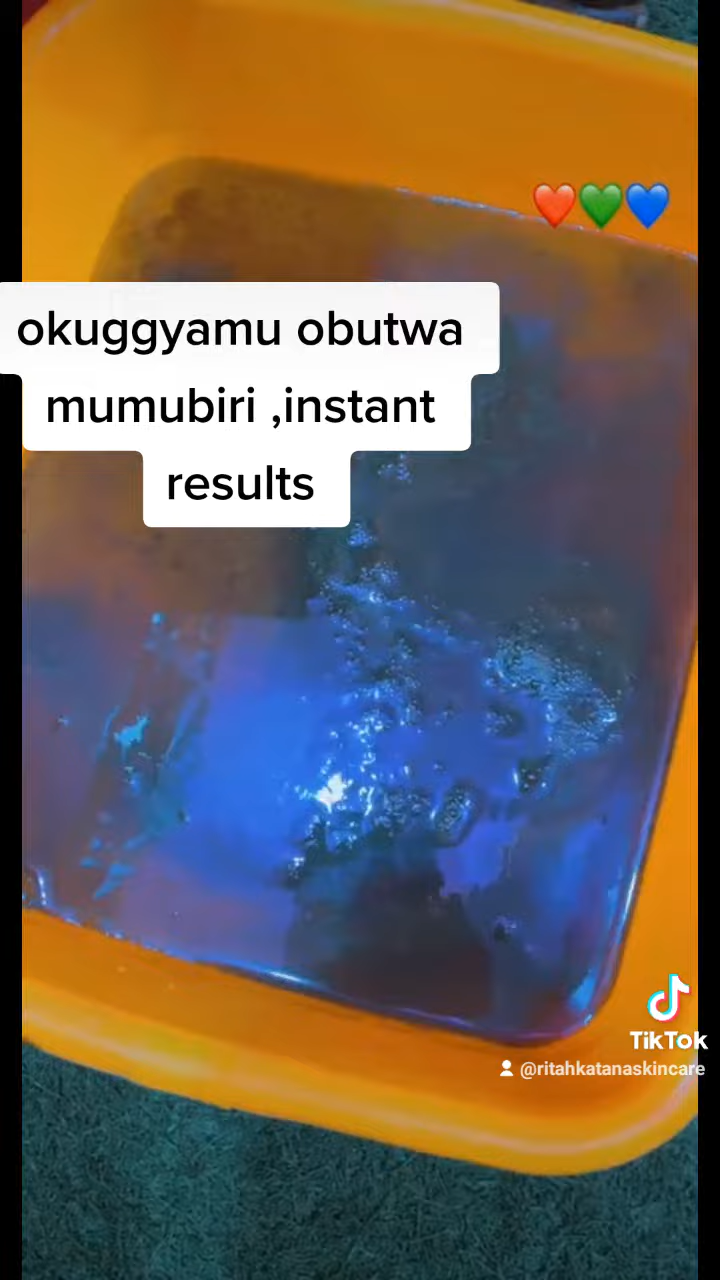 ❤️💚💙
okuggyamu obutwa
mumubiri ,instant
results
TikTok
@ritahkatanaskincare